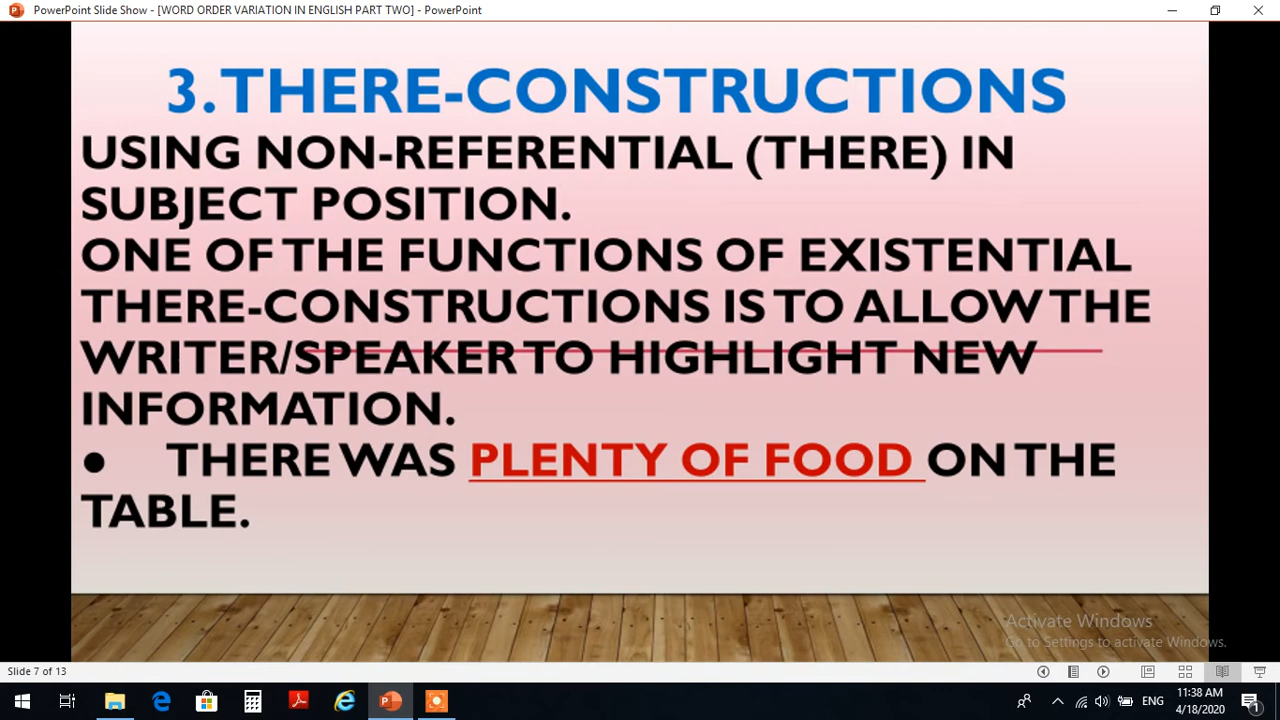 PowerPoint Slide Show - [WORD ORDER VARIATION IN ENGLISH PART TWO] - PowerPoint
3.THERE-CONSTRUCTIONS
USING NON-REFERENTIAL (THERE) IN
SUBJECT POSITION.
ONE OF THE FUNCTIONS OF EXISTENTIAL
THERE-CONSTRUCTIONS IS TO ALLOW THE
WRITER/SPEAKER TO HIGHLIGHT NEW
INFORMATION.
● THERE WAS PLENTY OF FOOD ON THE
TABLE.
Activate Windows
Go to Settings to activate Windows.
Slide 7 of 13
ENG
11:38 AM
4/18/2020
1